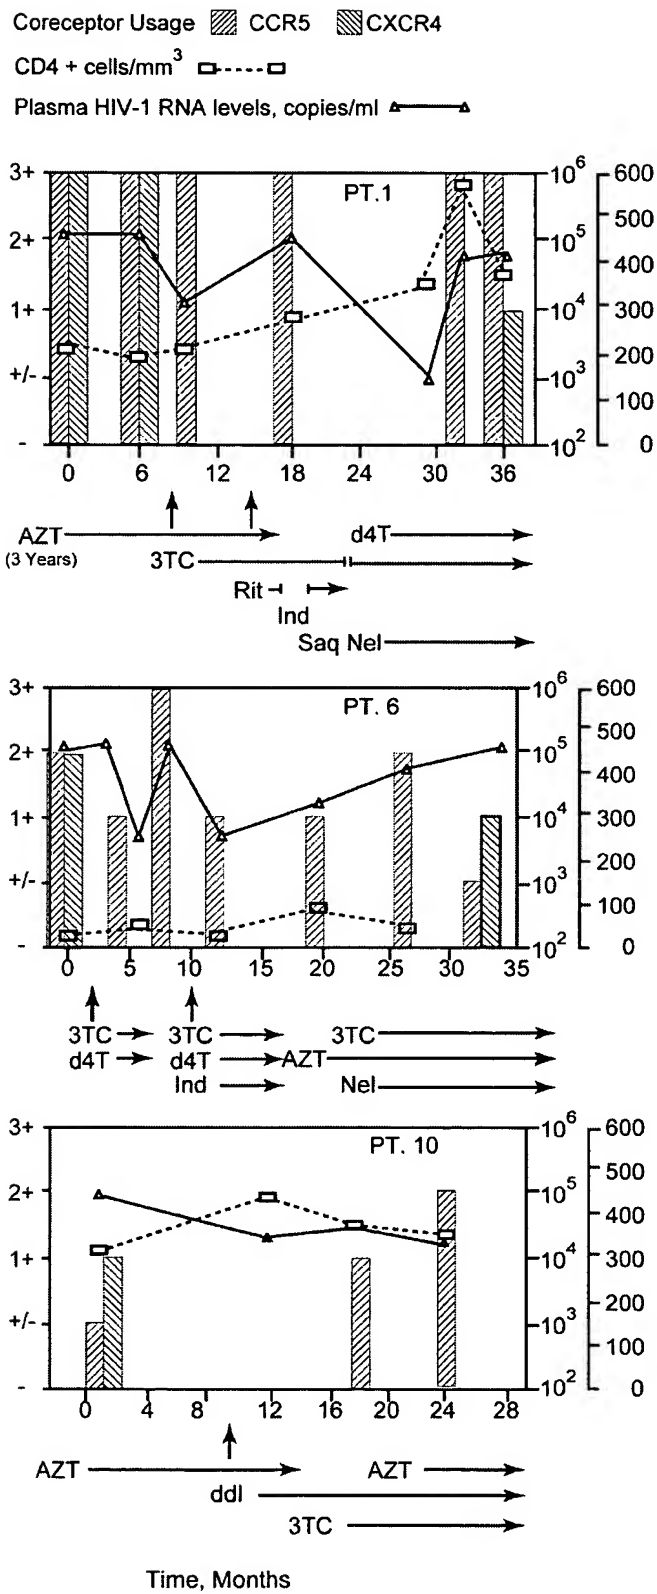 Coreceptor Usage CCR5 CXCR4
CD4 + cells/mm3
Plasma HIV-1 RNA levels, copies/ml
PT.1
3+ 10^6 600
500
2+ 10^5
400
1+ 10^4 300
200
+/- 10^3
100
- 10^2 0
0 6 12 18 24 30 36
AZT d4T
(3 Years) 3TC
Rit
Ind
Saq Nel
3+ 10^6 600
PT. 6
500
2+ 10^5
400
1+ 10^4 300
200
+/- 10^3
100
- 10^2 0
0 5 10 15 20 25 30 35
3TC 3TC 3TC
d4T d4T AZT
Ind Nel
3+ 10^6 600
PT. 10
500
2+ 10^5
400
1+ 10^4 300
200
+/- 10^3
100
- 10^2 0
0 4 8 12 16 20 24 28
AZT AZT
ddI
3TC
Time, Months